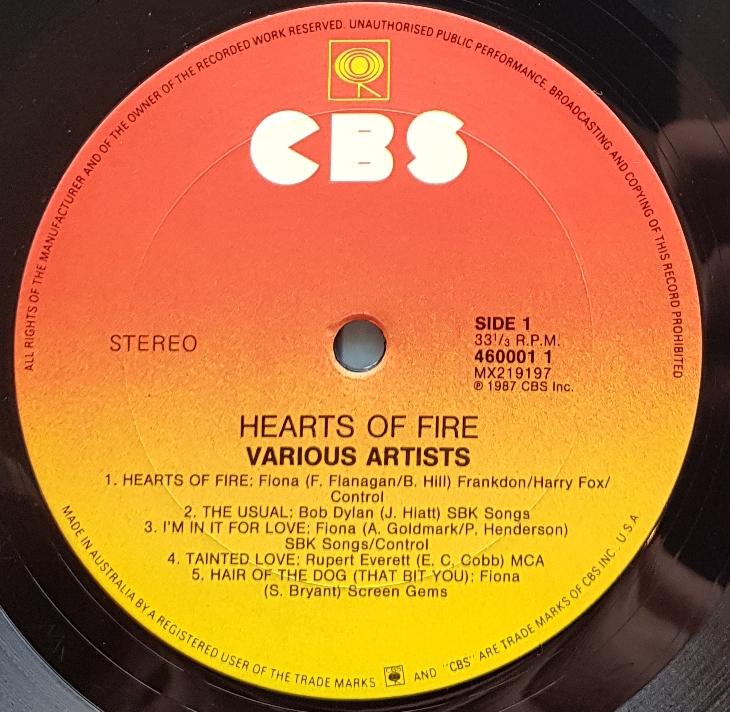 ALL RIGHTS OF THE MANUFACTURER AND OF THE OWNER OF THE RECORDED WORK RESERVED. UNAUTHORISED PUBLIC PERFORMANCE, BROADCASTING AND COPYING OF THIS RECORD PROHIBITED
CBS
STEREO
SIDE 1
33 1/3 R.P.M.
460001 1
MX219197
℗ 1987 CBS Inc.
HEARTS OF FIRE
VARIOUS ARTISTS
1. HEARTS OF FIRE: Fiona (F. Flanagan/B. Hill) Frankdon/Harry Fox/
Control
2. THE USUAL: Bob Dylan (J. Hiatt) SBK Songs
3. I'M IN IT FOR LOVE: Fiona (A. Goldmark/P. Henderson)
SBK Songs/Control
4. TAINTED LOVE: Rupert Everett (E. C. Cobb) MCA
5. HAIR OF THE DOG (THAT BIT YOU): Fiona
(S. Bryant) Screen Gems
MADE IN AUSTRALIA BY A REGISTERED USER OF THE TRADE MARKS CBS AND "CBS" ARE TRADE MARKS OF CBS INC. U.S.A